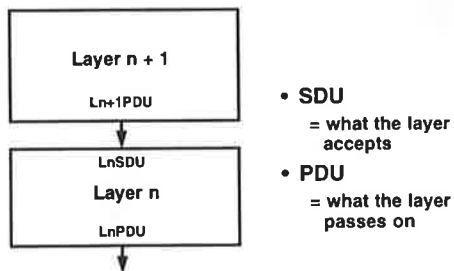 Layer n + 1
Ln+1PDU
LnSDU
Layer n
LnPDU
• SDU
= what the layer
accepts
• PDU
= what the layer
passes on